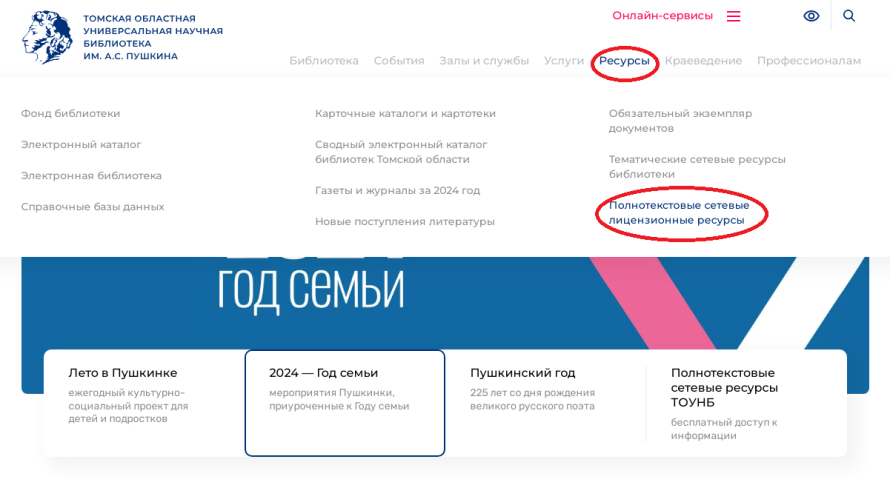 ТОМСКАЯ ОБЛАСТНАЯ
УНИВЕРСАЛЬНАЯ НАУЧНАЯ
БИБЛИОТЕКА
ИМ. А.С. ПУШКИНА
Онлайн-сервисы
Библиотека События Залы и службы Услуги Ресурсы Краеведение Профессионалам
Фонд библиотеки
Электронный каталог
Электронная библиотека
Справочные базы данных
Карточные каталоги и картотеки
Сводный электронный каталог
библиотек Томской области
Газеты и журналы за 2024 год
Новые поступления литературы
Обязательный экземпляр
документов
Тематические сетевые ресурсы
библиотеки
Полнотекстовые сетевые
лицензионные ресурсы
ГОД СЕМЬИ
Лето в Пушкинке
ежегодный культурно-
социальный проект для
детей и подростков
2024 — Год семьи
мероприятия Пушкинки,
приуроченные к Году семьи
Пушкинский год
225 лет со дня рождения
великого русского поэта
Полнотекстовые
сетевые ресурсы
ТОУНБ
бесплатный доступ к
информации